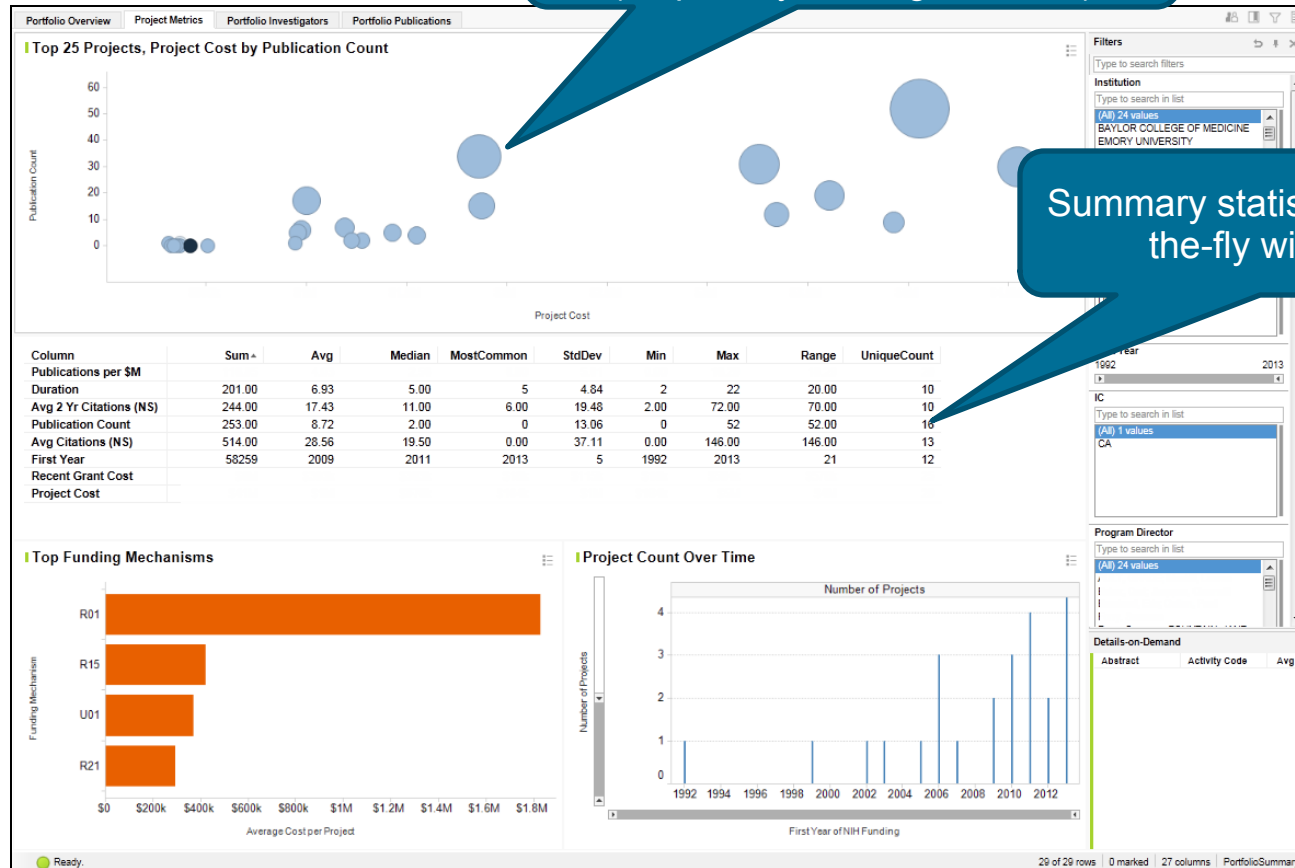 Portfolio Overview Project Metrics Portfolio Investigators Portfolio Publications
Top 25 Projects, Project Cost by Publication Count
60
50
40
30
20
10
0
Publication Count
Project Cost
Summary statis
the-fly wi
Column Sum Avg Median MostCommon StdDev Min Max Range UniqueCount
Publications per $M
Duration 201.00 6.93 5.00 5 4.84 2 22 20.00 10
Avg 2 Yr Citations (NS) 244.00 17.43 11.00 6.00 19.48 2.00 72.00 70.00 10
Publication Count 253.00 8.72 2.00 0 13.06 0 52 52.00 16
Avg Citations (NS) 514.00 28.56 19.50 0.00 37.11 0.00 146.00 146.00 13
First Year 58259 2009 2011 2013 5 1992 2013 21 12
Recent Grant Cost
Project Cost
Top Funding Mechanisms
Funding Mechanism
R01
R15
U01
R21
$0 $200k $400k $600k $800k $1M $1.2M $1.4M $1.6M $1.8M
Average Cost per Project
Project Count Over Time
Number of Projects
Number of Projects
4
3
2
1
0
1992 1994 1996 1998 2000 2002 2004 2006 2008 2010 2012
First Year of NIH Funding
Filters
Type to search filters
Institution
Type to search in list
(All) 24 values
BAYLOR COLLEGE OF MEDICINE
EMORY UNIVERSITY
Year
1992 2013
IC
Type to search in list
(All) 1 values
CA
Program Director
Type to search in list
(All) 24 values
Details-on-Demand
Abstract Activity Code Avg
Ready.
29 of 29 rows 0 marked 27 columns PortfolioSummar